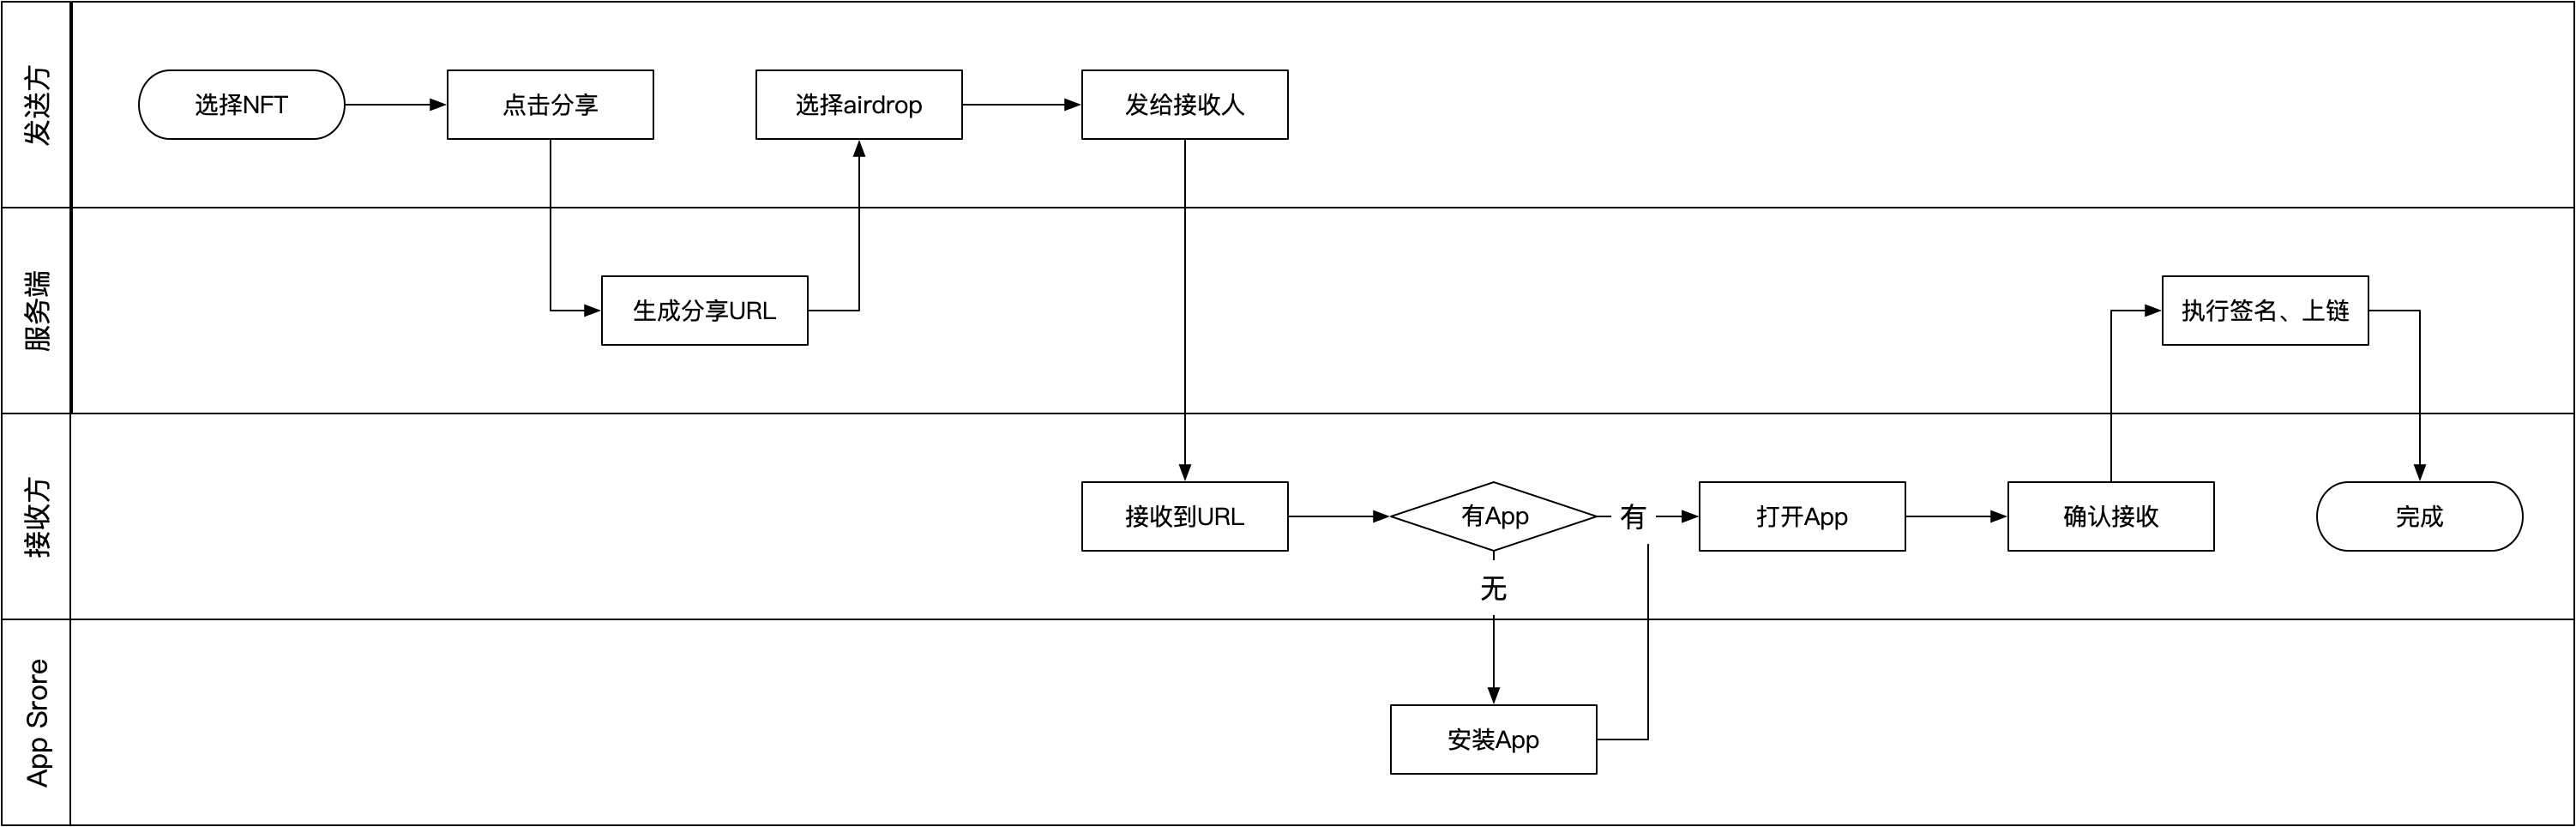 发送方
选择NFT
点击分享
选择airdrop
发给接收人
服务端
生成分享URL
执行签名、上链
接收方
接收到URL
有App
有
打开App
确认接收
完成
无
App Srore
安装App